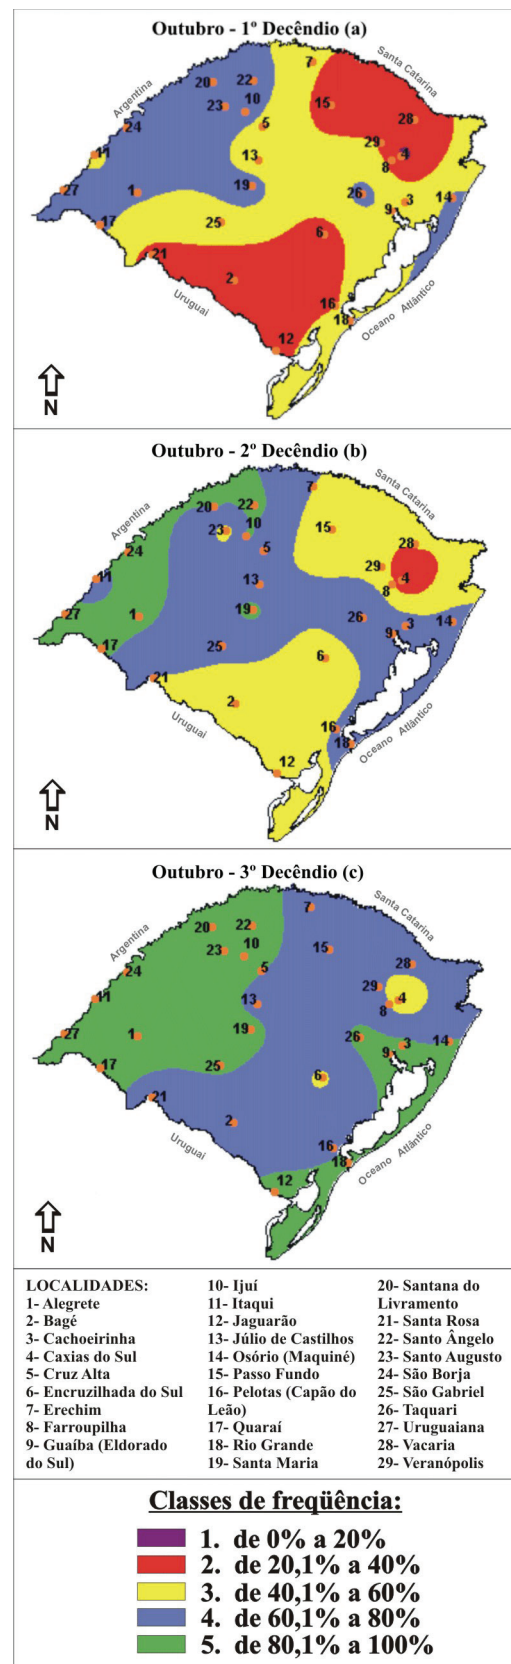 Outubro - 1º Decêndio (a)
Santa Catarina
Argentina
7
20
22
23
10
15
28
24
5
29
11
13
4
8
27
1
19
26
3
14
9
17
25
6
21
2
16
18
12
Uruguai
Oceano Atlântico
N
Outubro - 2º Decêndio (b)
Santa Catarina
Argentina
7
20
22
23
10
15
28
24
5
29
11
13
4
8
27
1
19
26
3
14
9
17
25
6
21
2
16
18
12
Uruguai
Oceano Atlântico
N
Outubro - 3º Decêndio (c)
Santa Catarina
Argentina
7
20
22
23
10
15
28
24
5
29
11
13
4
8
27
1
19
26
3
14
9
17
25
6
21
2
16
18
12
Uruguai
Oceano Atlântico
N
LOCALIDADES:
1- Alegrete
2- Bagé
3- Cachoeirinha
4- Caxias do Sul
5- Cruz Alta
6- Encruzilhada do Sul
7- Erechim
8- Farroupilha
9- Guaíba (Eldorado
do Sul)
10- Ijuí
11- Itaqui
12- Jaguarão
13- Júlio de Castilhos
14- Osório (Maquiné)
15- Passo Fundo
16- Pelotas (Capão do
Leão)
17- Quaraí
18- Rio Grande
19- Santa Maria
20- Santana do
Livramento
21- Santa Rosa
22- Santo Ângelo
23- Santo Augusto
24- São Borja
25- São Gabriel
26- Taquari
27- Uruguaiana
28- Vacaria
29- Veranópolis
Classes de freqüência:
1. de 0% a 20%
2. de 20,1% a 40%
3. de 40,1% a 60%
4. de 60,1% a 80%
5. de 80,1% a 100%